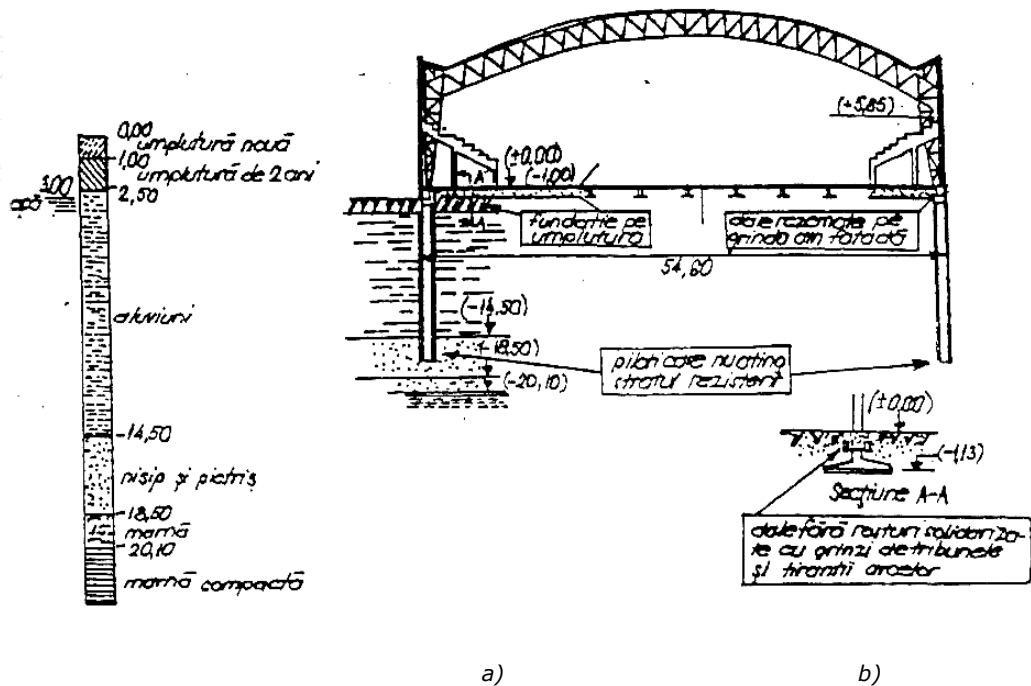 0,00
umplutură nouă
1,00
umplutură de 2 ani
3,00
apă
2,50
aluviuni
-14,50
nisip și pietriș
-18,50
marnă
-20,10
marnă compactă
(+5,85)
A
(±0,00)
(-1,00)
fundație pe
umplutură
dale rezemate pe
grinda din fațadă
54,60
(-14,50)
(-18,50)
(-20,10)
piloți care nu ating
stratul rezistent
(±0,00)
(-1,13)
Secțiune A-A
dale fără rosturi solidariza-
te cu grinzi de tribunele
și tiranții arcelor
a)
b)